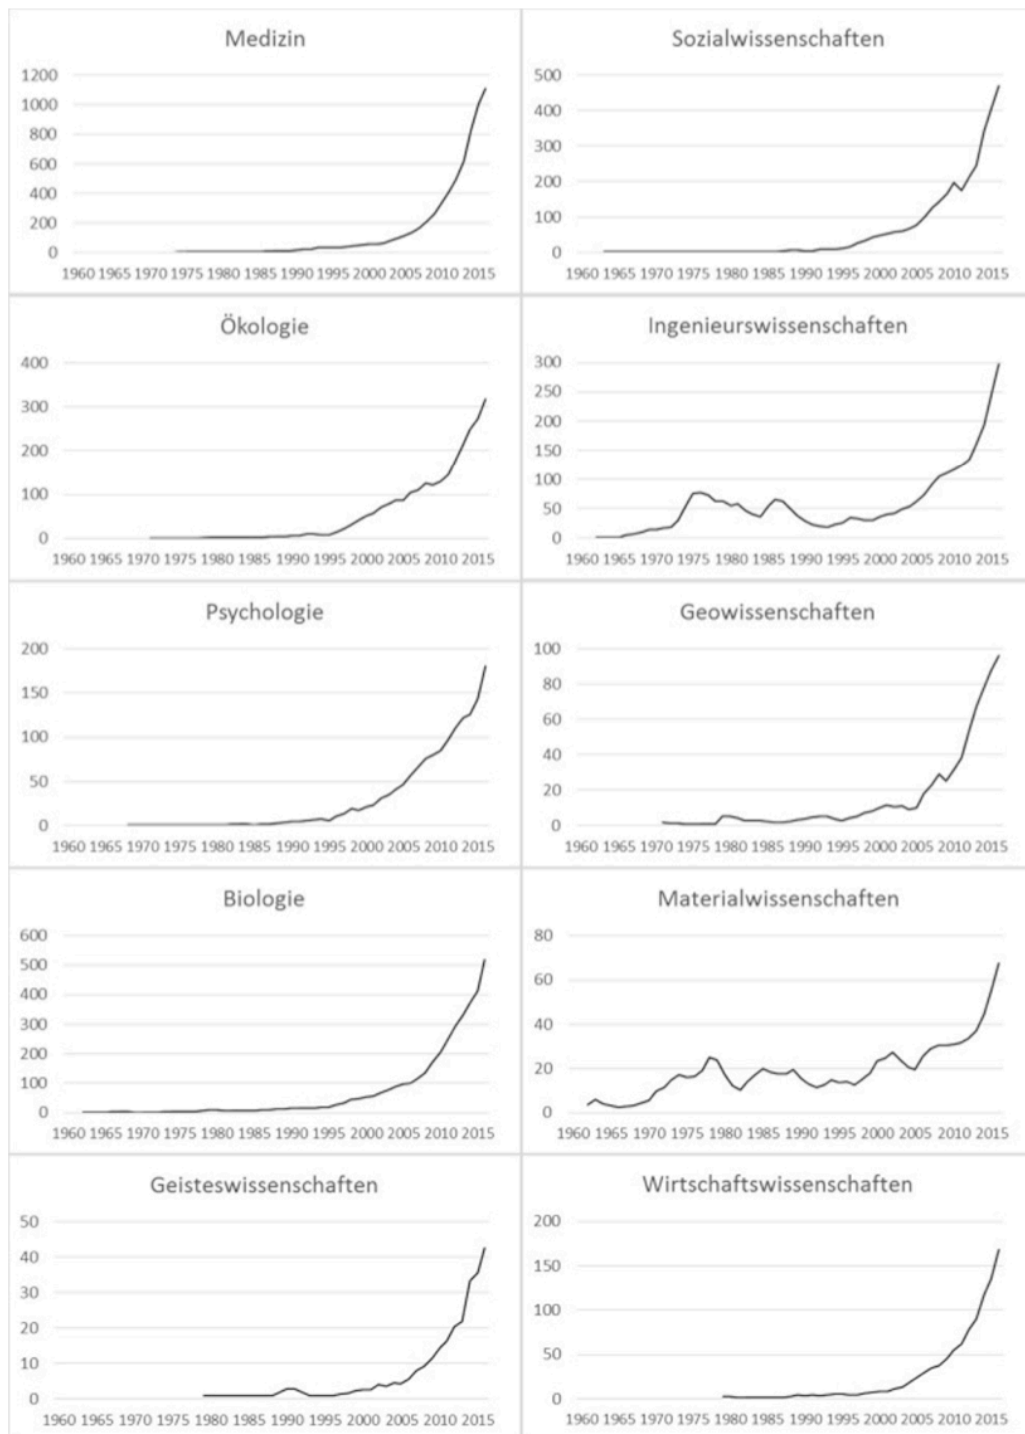 Medizin
1200
1000
800
600
400
200
0
1960 1965 1970 1975 1980 1985 1990 1995 2000 2005 2010 2015
Sozialwissenschaften
500
400
300
200
100
0
1960 1965 1970 1975 1980 1985 1990 1995 2000 2005 2010 2015
Ökologie
400
300
200
100
0
1960 1965 1970 1975 1980 1985 1990 1995 2000 2005 2010 2015
Ingenieurswissenschaften
300
250
200
150
100
50
0
1960 1965 1970 1975 1980 1985 1990 1995 2000 2005 2010 2015
Psychologie
200
150
100
50
0
1960 1965 1970 1975 1980 1985 1990 1995 2000 2005 2010 2015
Geowissenschaften
100
80
60
40
20
0
1960 1965 1970 1975 1980 1985 1990 1995 2000 2005 2010 2015
Biologie
600
500
400
300
200
100
0
1960 1965 1970 1975 1980 1985 1990 1995 2000 2005 2010 2015
Materialwissenschaften
80
60
40
20
0
1960 1965 1970 1975 1980 1985 1990 1995 2000 2005 2010 2015
Geisteswissenschaften
50
40
30
20
10
0
1960 1965 1970 1975 1980 1985 1990 1995 2000 2005 2010 2015
Wirtschaftswissenschaften
200
150
100
50
0
1960 1965 1970 1975 1980 1985 1990 1995 2000 2005 2010 2015